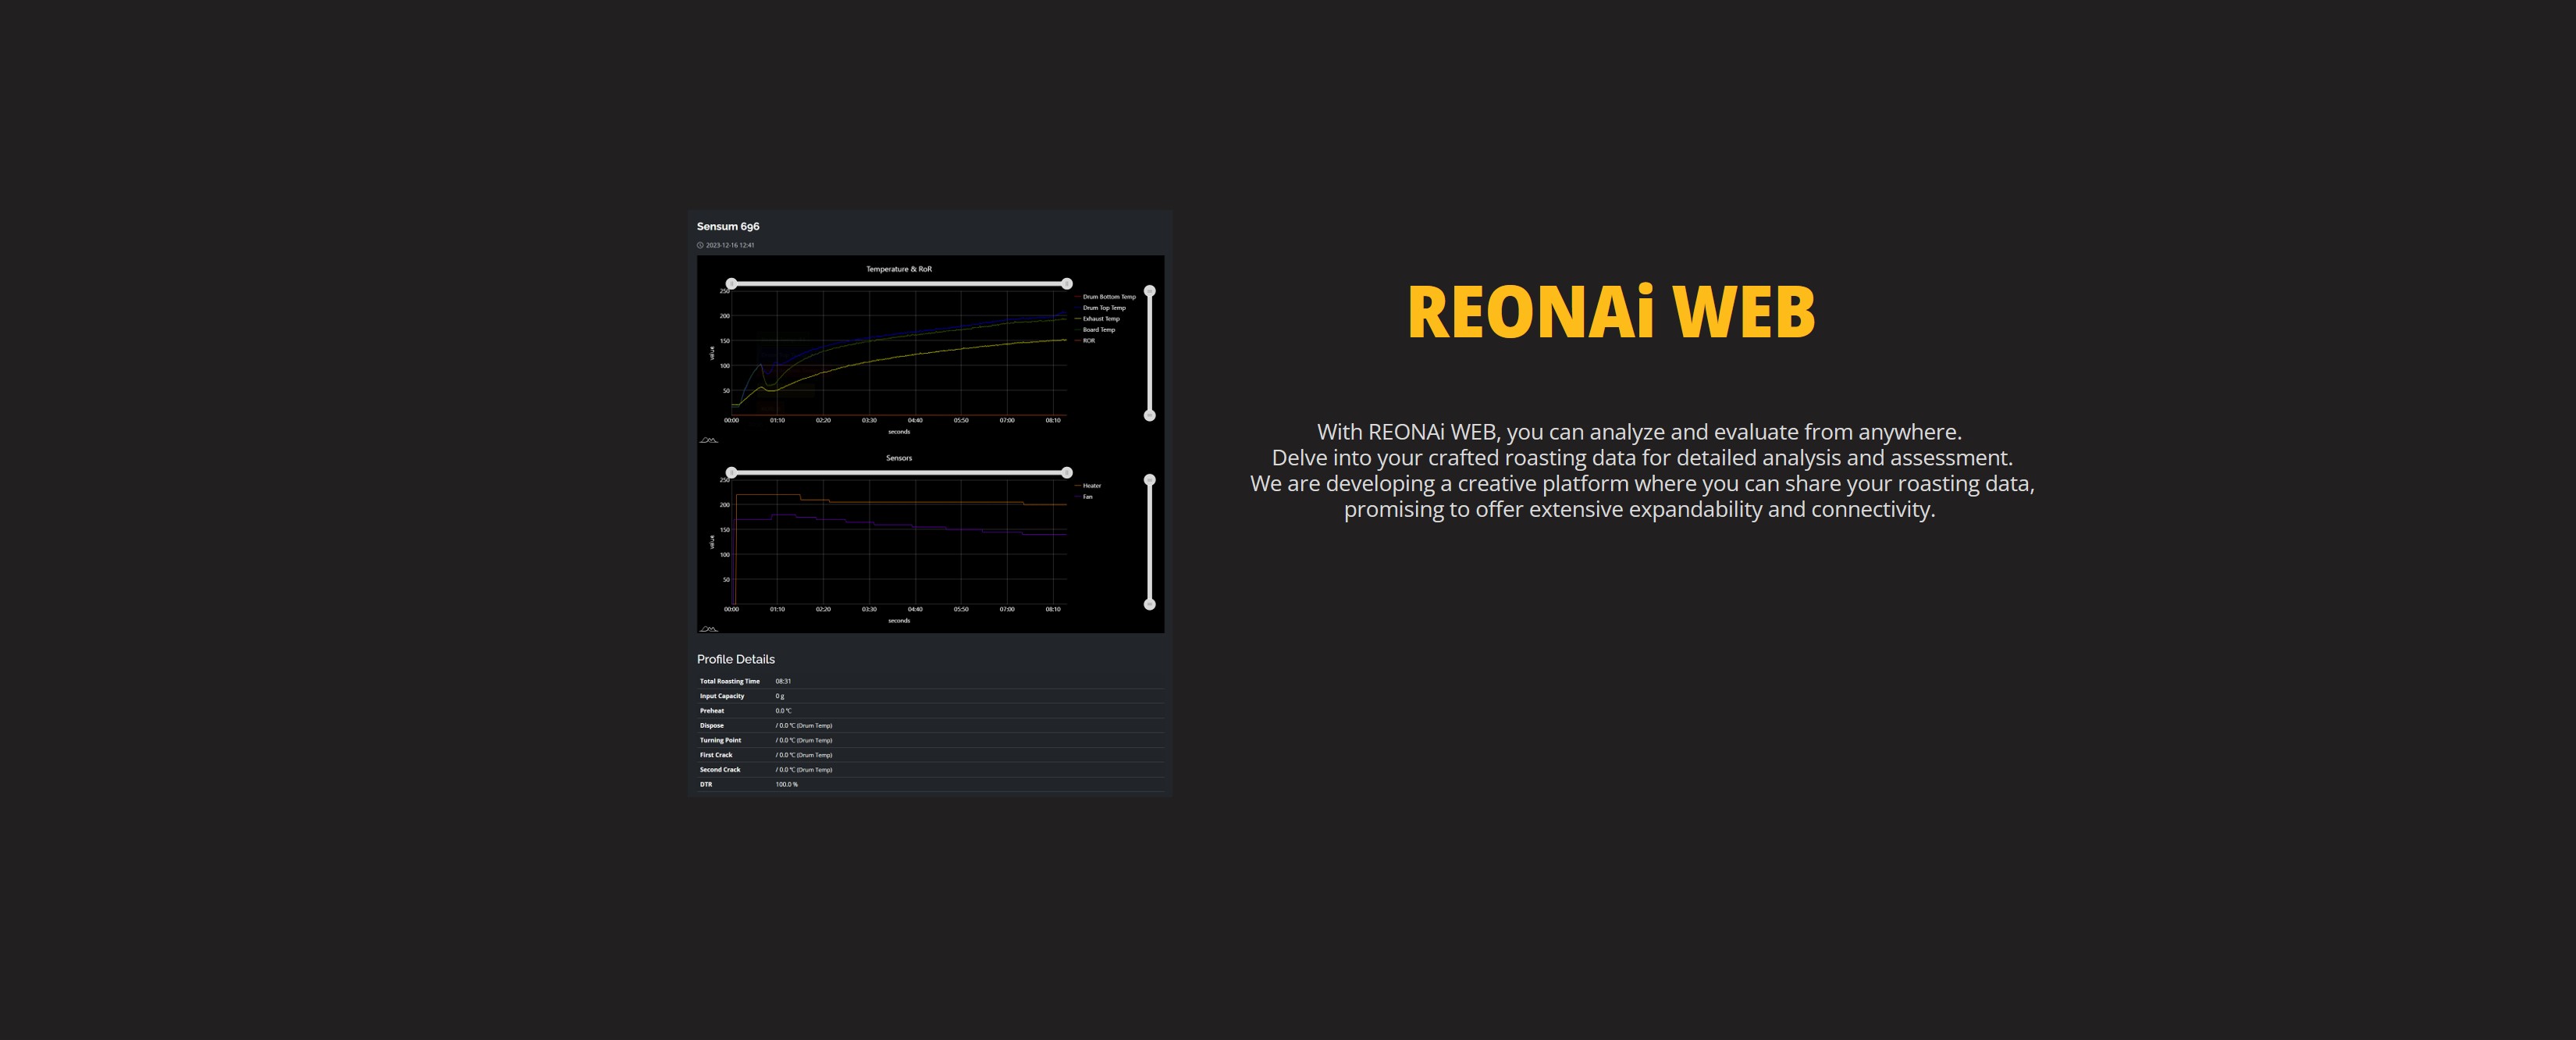 Sensum 696
2023-12-16 12:41
Temperature & RoR
250
200
150
100
50
value
00:00 01:10 02:20 03:30 04:40 05:50 07:00 08:10
seconds
Drum Bottom Temp
Drum Top Temp
Exhaust Temp
Board Temp
ROR
Sensors
250
200
150
100
50
value
00:00 01:10 02:20 03:30 04:40 05:50 07:00 08:10
seconds
Heater
Fan
Profile Details
Total Roasting Time 08:31
Input Capacity 0 g
Preheat 0.0 ℃
Dispose / 0.0 ℃ (Drum Temp)
Turning Point / 0.0 ℃ (Drum Temp)
First Crack / 0.0 ℃ (Drum Temp)
Second Crack / 0.0 ℃ (Drum Temp)
DTR 100.0 %
REONAi WEB
With REONAi WEB, you can analyze and evaluate from anywhere.
Delve into your crafted roasting data for detailed analysis and assessment.
We are developing a creative platform where you can share your roasting data,
promising to offer extensive expandability and connectivity.